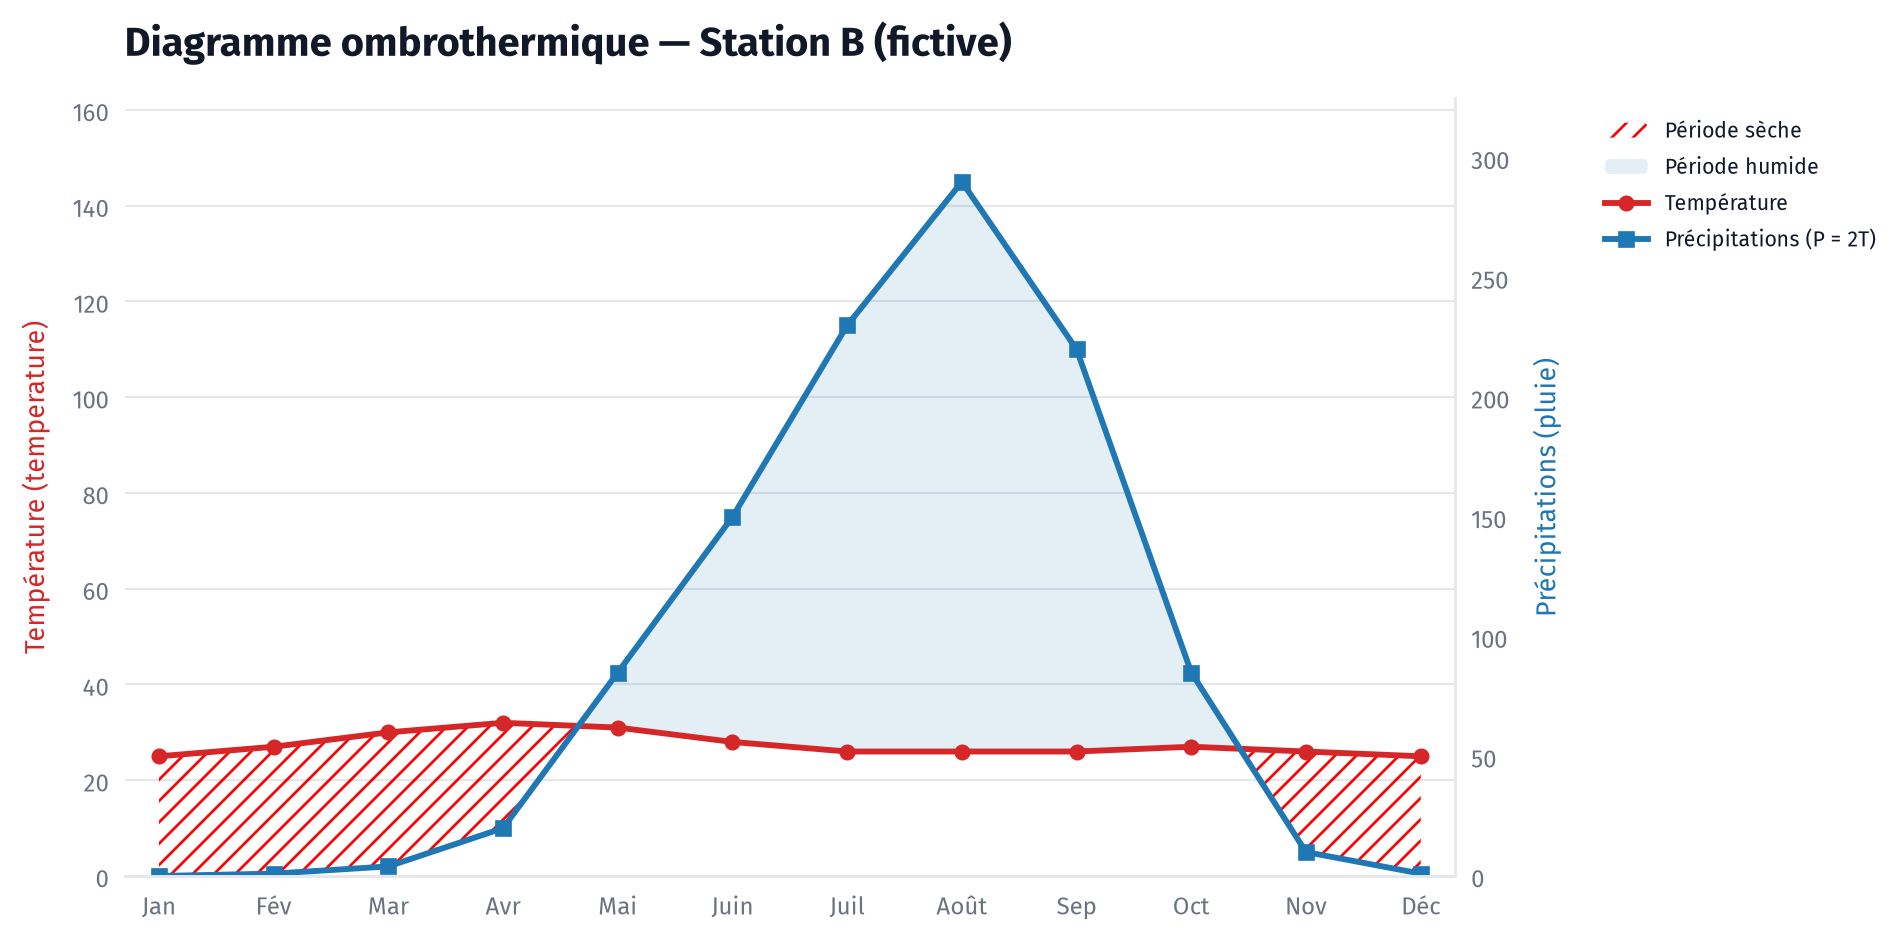 Diagramme ombrothermique — Station B (fictive)
Température (temperature)
160
140
120
100
80
60
40
20
0
Jan Fév Mar Avr Mai Juin Juil Août Sep Oct Nov Déc
300
250
200
150
100
50
0
Précipitations (pluie)
Période sèche
Période humide
Température
Précipitations (P = 2T)